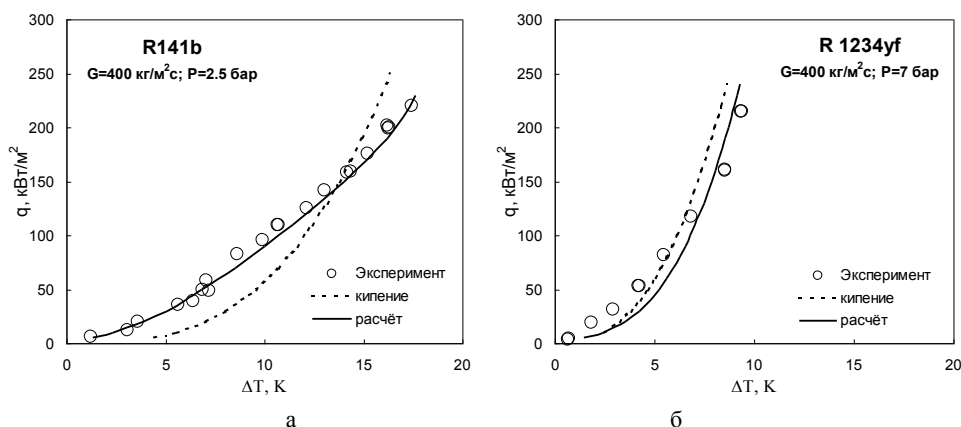 R141b
G=400 кг/м²с; P=2.5 бар
q, кВт/м²
300
250
200
150
100
50
0
0 5 10 15 20
ΔT, K
Эксперимент
кипение
расчёт
а
R 1234yf
G=400 кг/м²с; P=7 бар
q, кВт/м²
300
250
200
150
100
50
0
0 5 10 15 20
ΔT, K
Эксперимент
кипение
расчёт
б